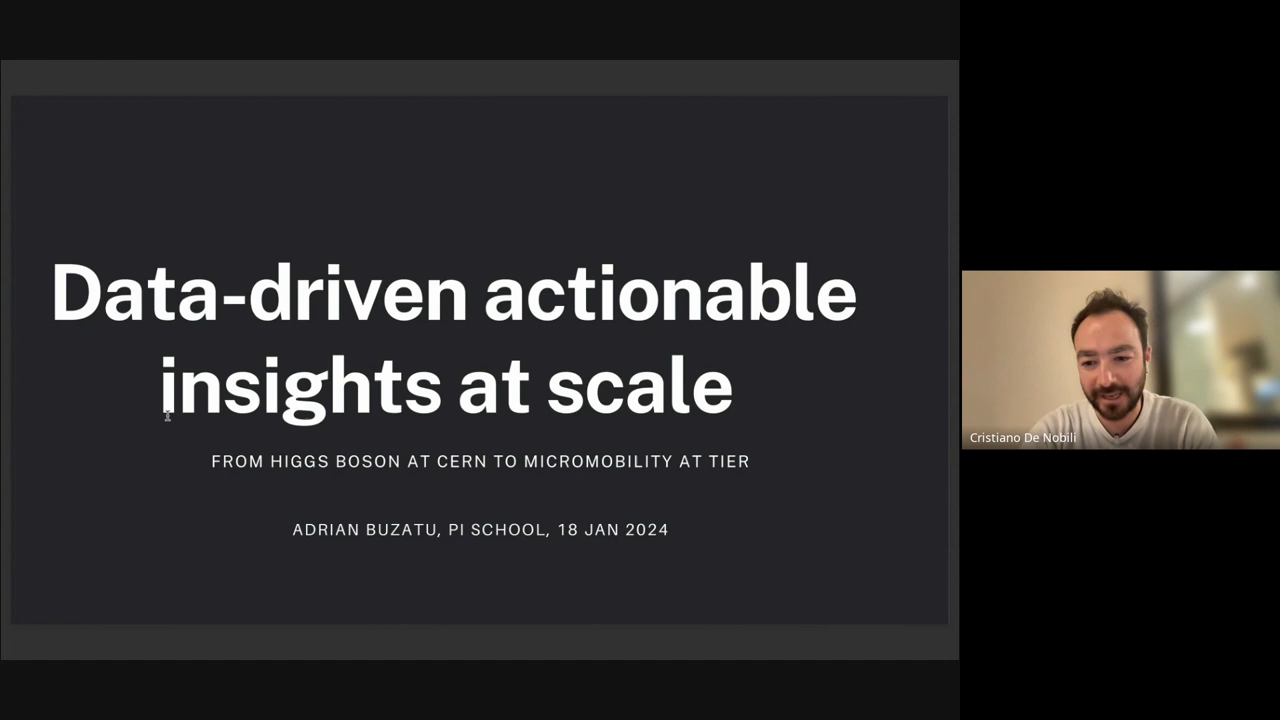 Data-driven actionable
insights at scale
FROM HIGGS BOSON AT CERN TO MICROMOBILITY AT TIER
ADRIAN BUZATU, PI SCHOOL, 18 JAN 2024
Cristiano De Nobili